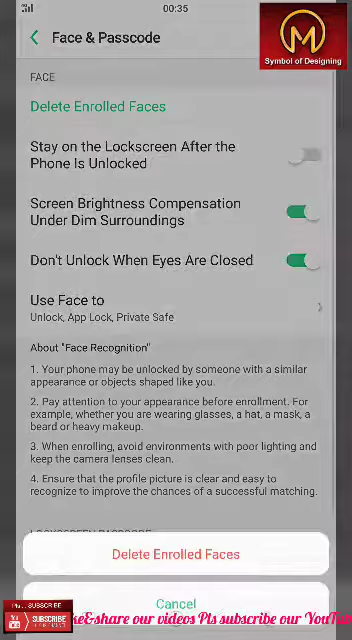 00:35
Face & Passcode
Symbol of Designing
FACE
Delete Enrolled Faces
Stay on the Lockscreen After the
Phone Is Unlocked
Screen Brightness Compensation
Under Dim Surroundings
Don't Unlock When Eyes Are Closed
Use Face to
Unlock, App Lock, Private Safe
About "Face Recognition"
1. Your phone may be unlocked by someone with a similar
appearance or objects shaped like you.
2. Pay attention to your appearance before enrollment. For
example, whether you are wearing glasses, a hat, a mask, a
beard or heavy makeup.
3. When enrolling, avoid environments with poor lighting and
keep the camera lenses clean.
4. Ensure that the profile picture is clear and easy to
recognize to improve the chances of a successful matching.
LOCKSCREEN PASSCODE
Delete Enrolled Faces
Cancel
Pls... SUBSCRIBE
SUBSCRIBE
ke&share our videos Pls subscribe our YouTub